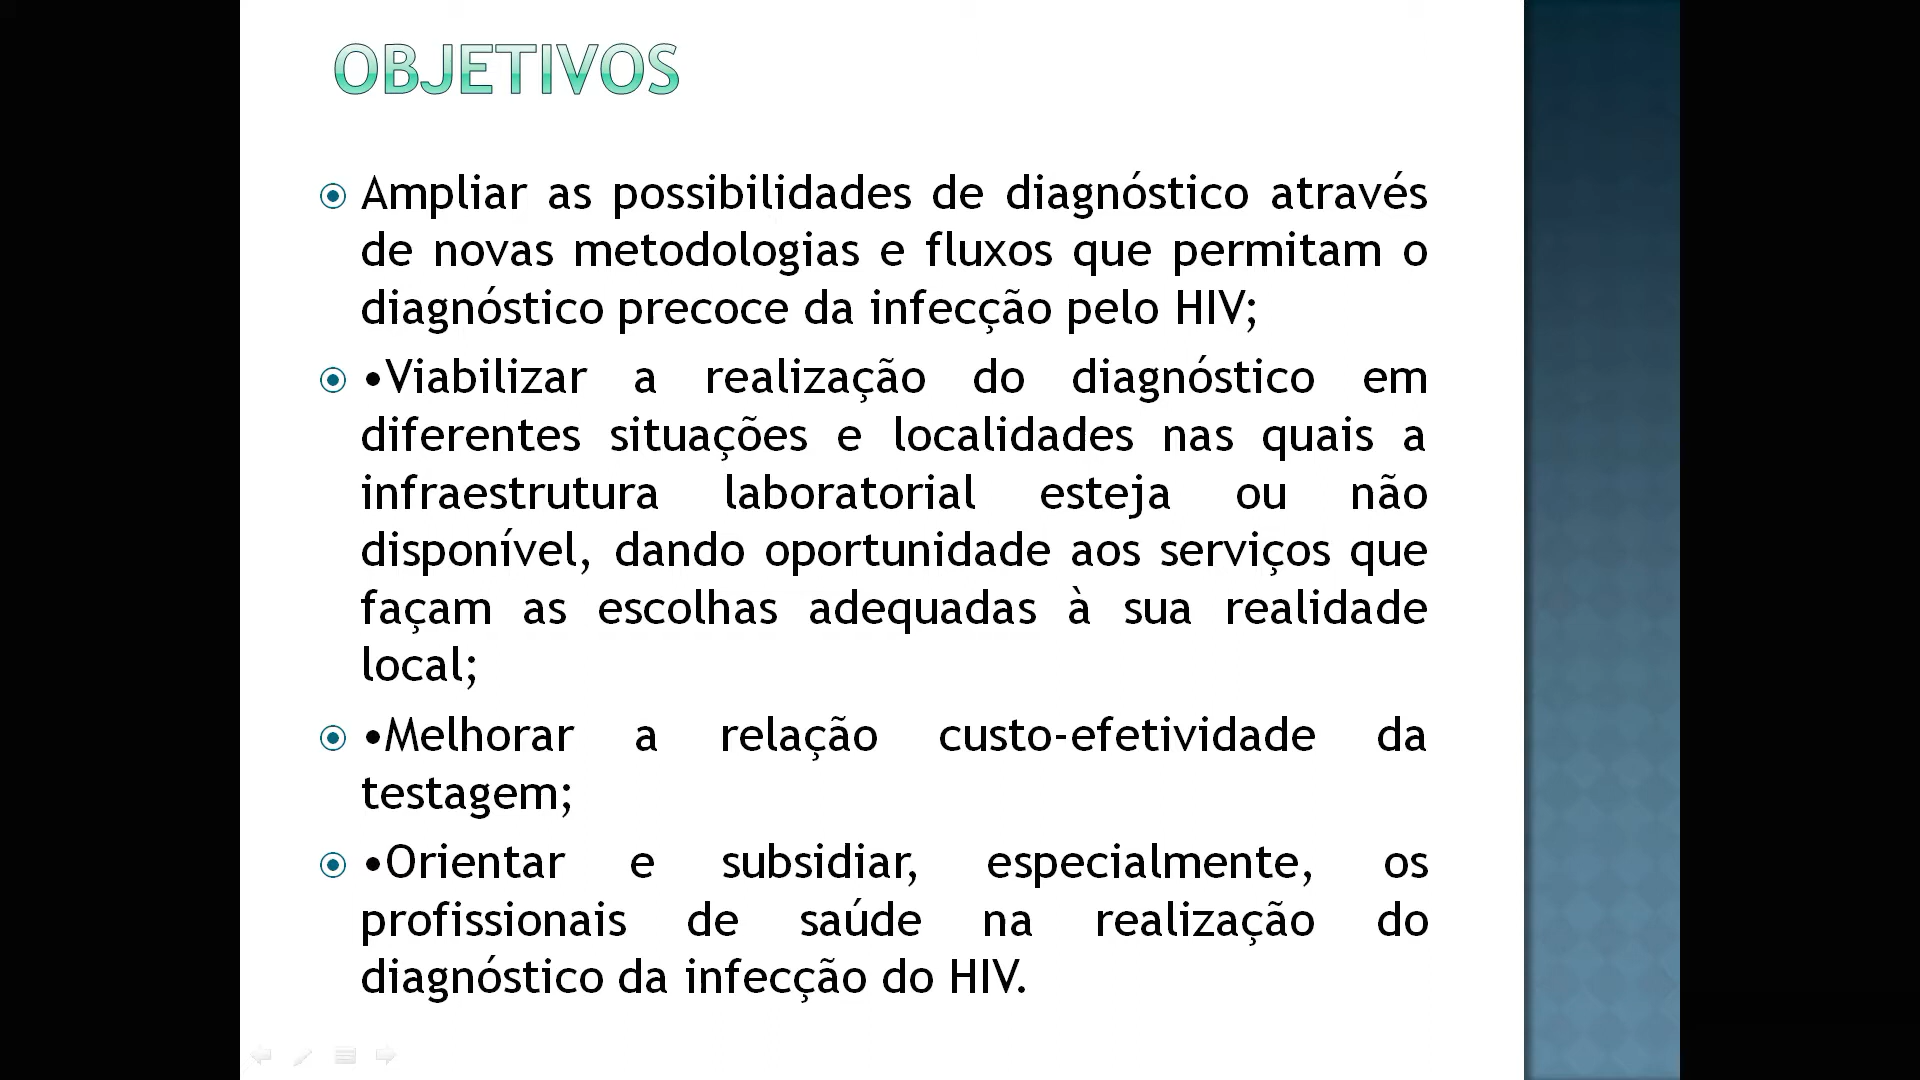 OBJETIVOS
Ampliar as possibilidades de diagnóstico através
de novas metodologias e fluxos que permitam o
diagnóstico precoce da infecção pelo HIV;
•Viabilizar a realização do diagnóstico em
diferentes situações e localidades nas quais a
infraestrutura laboratorial esteja ou não
disponível, dando oportunidade aos serviços que
façam as escolhas adequadas à sua realidade
local;
•Melhorar a relação custo-efetividade da
testagem;
•Orientar e subsidiar, especialmente, os
profissionais de saúde na realização do
diagnóstico da infecção do HIV.